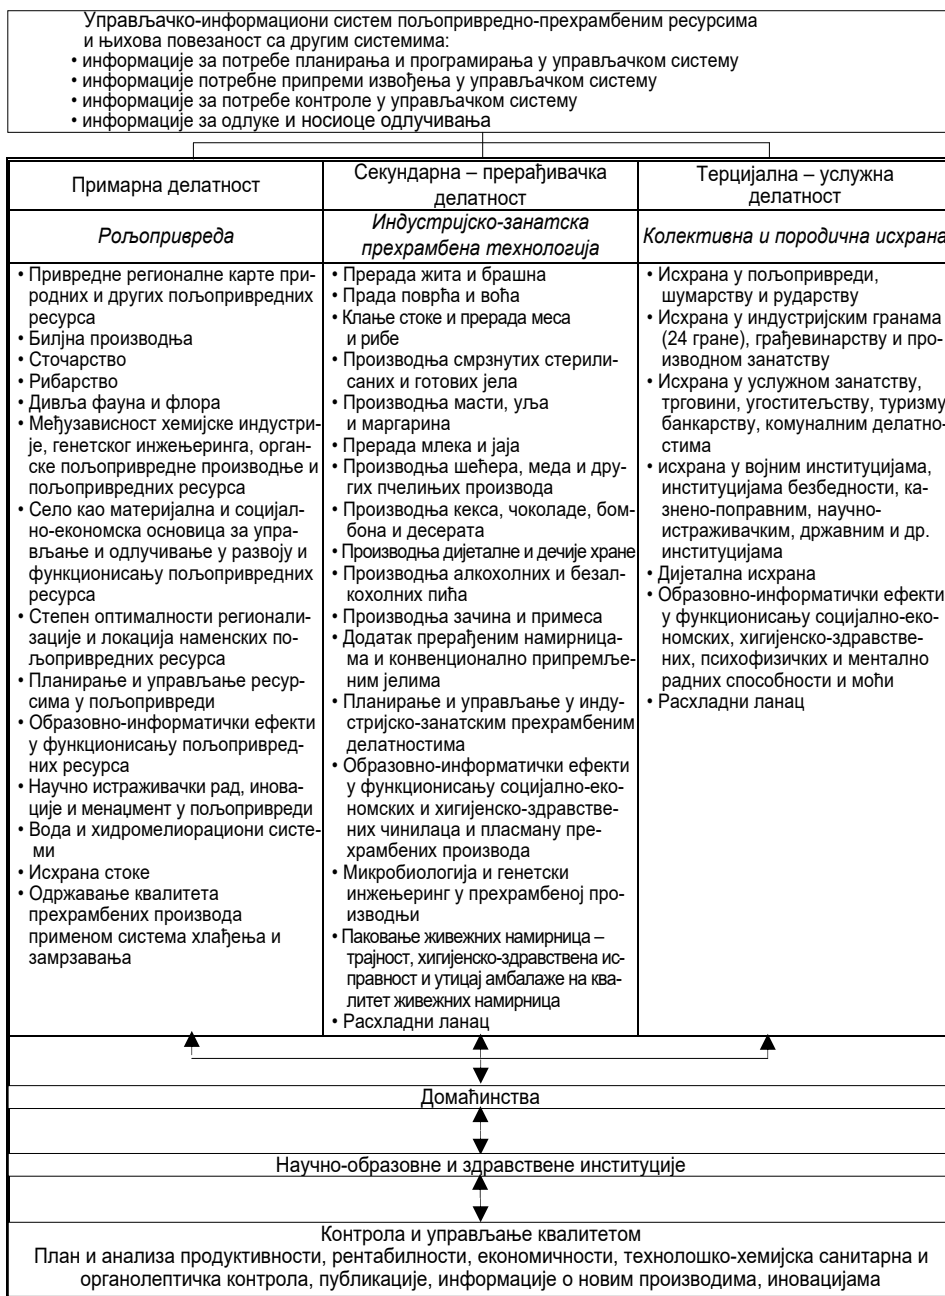 Управљачко-информациони систем пољопривредно-прехрамбеним ресурсима
и њихова повезаност са другим системима:
• информације за потребе планирања и програмирања у управљачком систему
• информације потребне припреми извођења у управљачком систему
• информације за потребе контроле у управљачком систему
• информације за одлуке и носиоце одлучивања
Примарна делатност
Рољопривреда
• Привредне регионалне карте при-
родних и других пољопривредних
ресурса
• Билјна производња
• Сточарство
• Рибарство
• Дивља фауна и флора
• Међузависност хемијске индустри-
је, генетског инжењеринга, орган-
ске пољопривредне производње и
пољопривредних ресурса
• Село као материјална и социјал-
но-економска основица за упра-
вљање и одлучивање у развоју и
функционисању пољопривредних
ресурса
• Степен оптималности регионали-
зације и локација наменских по-
љопривредних ресурса
• Планирање и управљање ресур-
сима у пољопривреди
• Образовно-информатички ефекти
у функционисању пољопривред-
них ресурса
• Научно истраживачки рад, инова-
ције и менаџмент у пољопривреди
• Вода и хидромелиорациони систе-
ми
• Исхрана стоке
• Одржавање квалитета
прехрамбених производа
применом система хлађења и
замрзавања
Секундарна – прерађивачка
делатност
Индустријско-занатска
прехрамбена технологија
• Прерада жита и брашна
• Прада поврћа и воћа
• Клање стоке и прерада меса
и рибе
• Производња смрзнутих стерили-
саних и готових јела
• Производња масти, уља
и маргарина
• Прерада млека и јаја
• Производња шећера, меда и дру-
гих пчелињих производа
• Производња кекса, чоколаде, бом-
бона и десерата
• Производња дијеталне и дечије хране
• Производња алкохолних и безал-
кохолних пића
• Производња зачина и примеса
• Додатак прерађеним намирница-
ма и конвенционално припремље-
ним јелима
• Планирање и управљање у инду-
стријско-занатским прехрамбеним
делатностима
• Образовно-информатички ефекти
у функционисању социјално-еко-
номских и хигијенско-здравстве-
них чинилаца и пласману пре-
храмбених производа
• Микробиологија и генетски
инжењеринг у прехрамбеној про-
изводњи
• Паковање живежних намирница –
трајност, хигијенско-здравствена ис-
правност и утицај амбалаже на ква-
литет живежних намирница
• Расхладни ланац
Терцијална – услужна
делатност
Колективна и породична исхрана
• Исхрана у пољопривреди,
шумарству и рударству
• Исхрана у индустријским гранама
(24 гране), грађевинарству и про-
изводном занатству
• Исхрана у услужном занатству,
трговини, угоститељству, туризму
банкарству, комуналним делатно-
стима
• исхрана у војним институцијама,
институцијама безбедности, ка-
знено-поправним, научно-
истраживачким, државним и др.
институцијама
• Дијетална исхрана
• Образовно-информатички ефекти
у функционисању социјално-еко-
номских, хигијенско-здравстве-
них, психофизичких и ментално
радних способности и моћи
• Расхладни ланац
Домаћинства
Научно-образовне и здравствене институције
Контрола и управљање квалитетом
План и анализа продуктивности, рентабилности, економичности, технолошко-хемијска санитарна и
органолептичка контрола, публикације, информације о новим производима, иновацијама